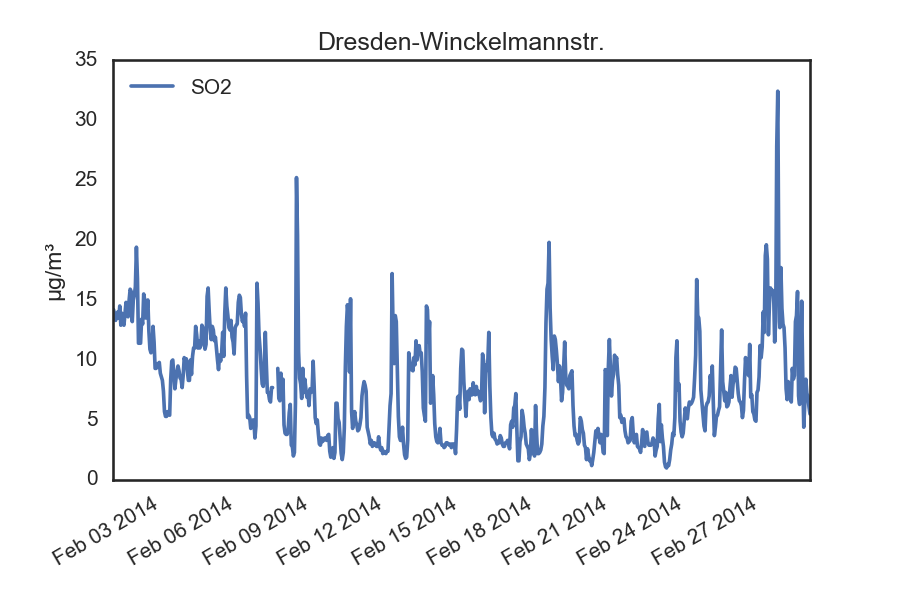 Dresden-Winckelmannstr.
SO2
µg/m³
35
30
25
20
15
10
5
0
Feb 03 2014
Feb 06 2014
Feb 09 2014
Feb 12 2014
Feb 15 2014
Feb 18 2014
Feb 21 2014
Feb 24 2014
Feb 27 2014